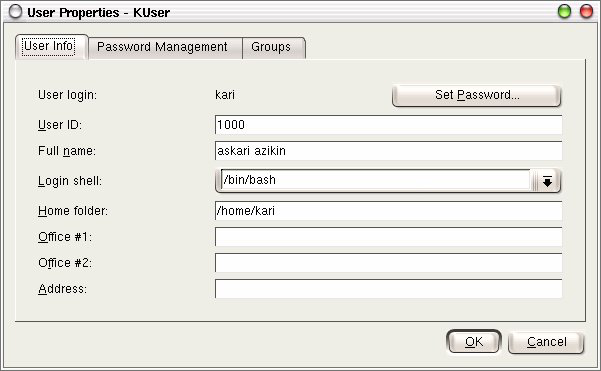 User Properties - KUser
User Info
Password Management
Groups
User login: kari Set Password...
User ID: 1000
Full name: askari azikin
Login shell: /bin/bash
Home folder: /home/kari
Office #1:
Office #2:
Address:
OK Cancel